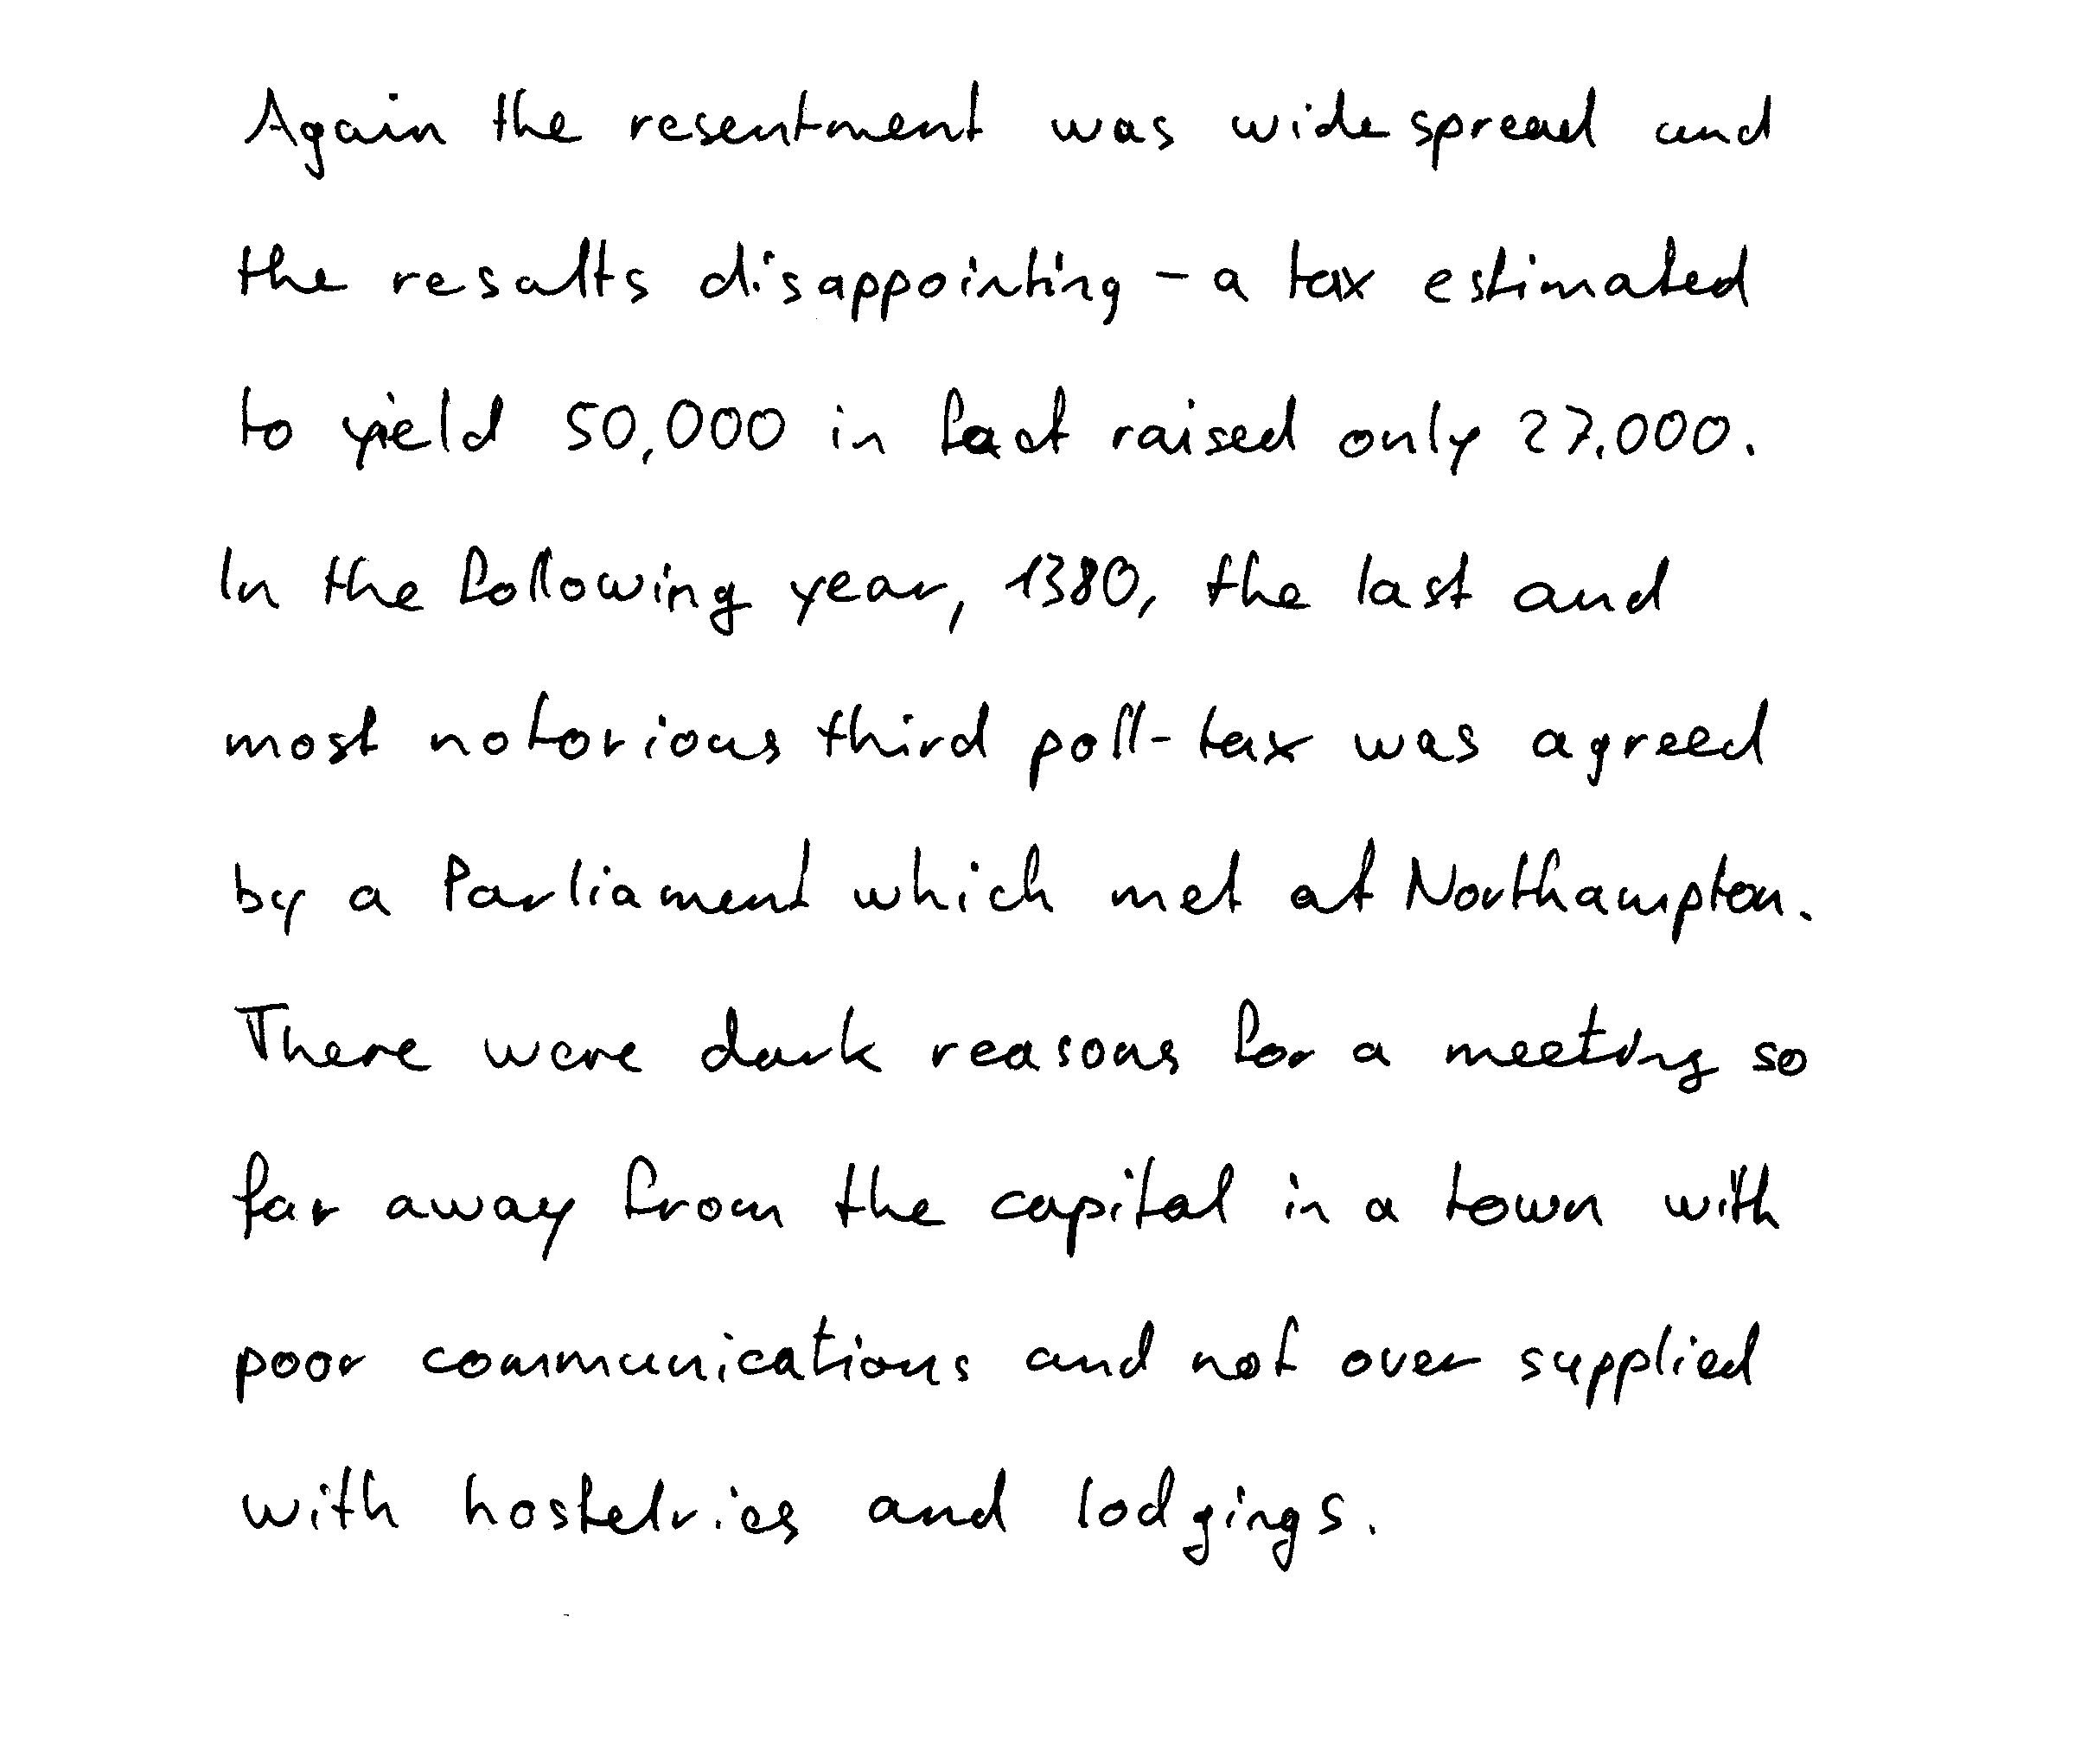 Again the resentment was widespread and
the results disappointing - a tax estimated
to yield 50,000 in fact raised only 27,000.
In the following year, 1380, the last and
most notorious third poll-tax was agreed
by a Parliament which met at Northampton.
There were dark reasons for a meeting so
far away from the capital in a town with
poor communications and not over supplied
with hostelries and lodgings.